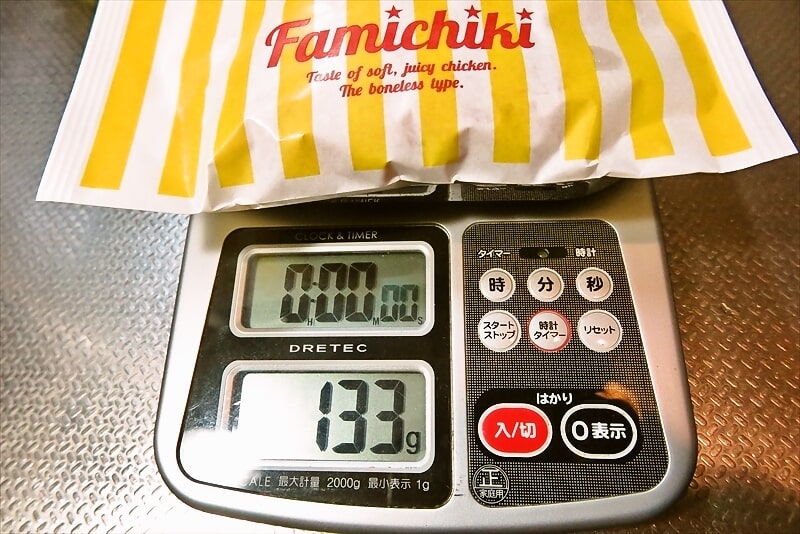 Famichiki
Taste of soft, juicy chicken.
The boneless type.
CLOCK & TIMER
0:00 00
H M S
DRETEC
133g
ALE 最大計量 2000g 最小表示 1g
タイマー 時計
時 分 秒
スタート
ストップ
時計
タイマー
リセット
はかり
入/切 0表示
正
家庭用